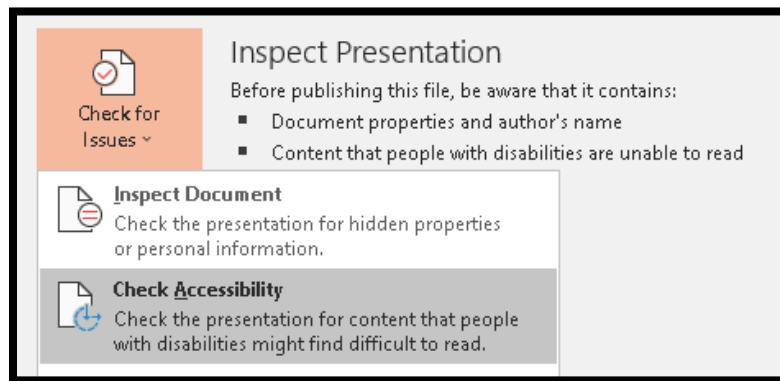 Inspect Presentation
Before publishing this file, be aware that it contains:
Check for
Issues
▪ Document properties and author's name
▪ Content that people with disabilities are unable to read
Inspect Document
Check the presentation for hidden properties
or personal information.
Check Accessibility
Check the presentation for content that people
with disabilities might find difficult to read.